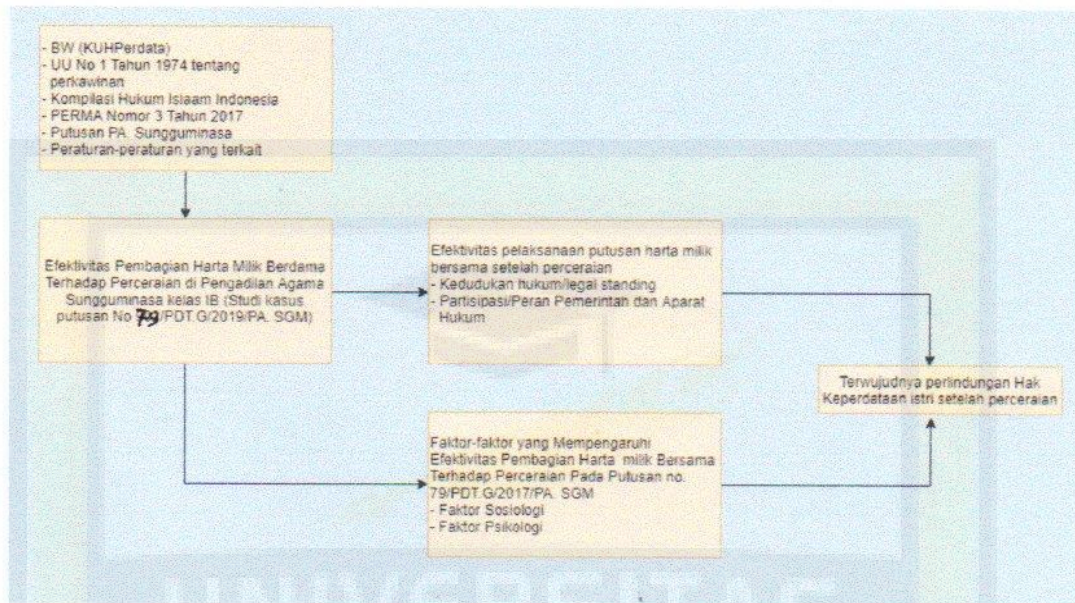 - BW (KUHPerdata)
- UU No 1 Tahun 1974 tentang
perkawinan
- Kompilasi Hukum Islaam Indonesia
- PERMA Nomor 3 Tahun 2017
- Putusan PA. Sungguminasa
- Peraturan-peraturan yang terkait
Efektivitas Pembagian Harta Milik Berdama
Terhadap Perceraian di Pengadilan Agama
Sungguminasa kelas IB (Studi kasus
putusan No 79/PDT.G/2019/PA. SGM)
Efektivitas pelaksanaan putusan harta milik
bersama setelah perceraian
- Kedudukan hukum/legal standing
- Partisipasi/Peran Pemerintah dan Aparat
Hukum
Faktor-faktor yang Mempengaruhi
Efektivitas Pembagian Harta milik Bersama
Terhadap Perceraian Pada Putusan no.
79/PDT.G/2017/PA. SGM
- Faktor Sosiologi
- Faktor Psikologi
Terwujudnya perlindungan Hak
Keperdataan istri setelah perceraian